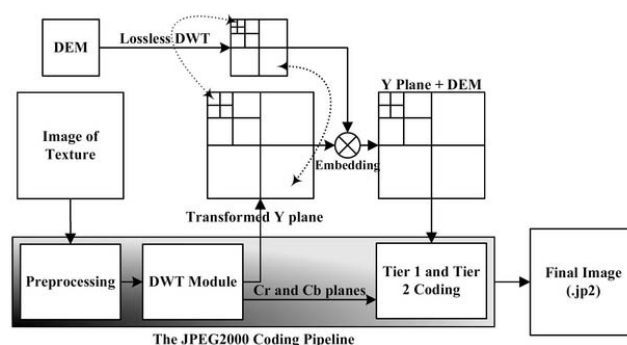 DEM
Lossless DWT
Y Plane + DEM
Image of
Texture
Embedding
Transformed Y plane
Preprocessing
DWT Module
Cr and Cb planes
Tier 1 and Tier
2 Coding
Final Image
(.jp2)
The JPEG2000 Coding Pipeline